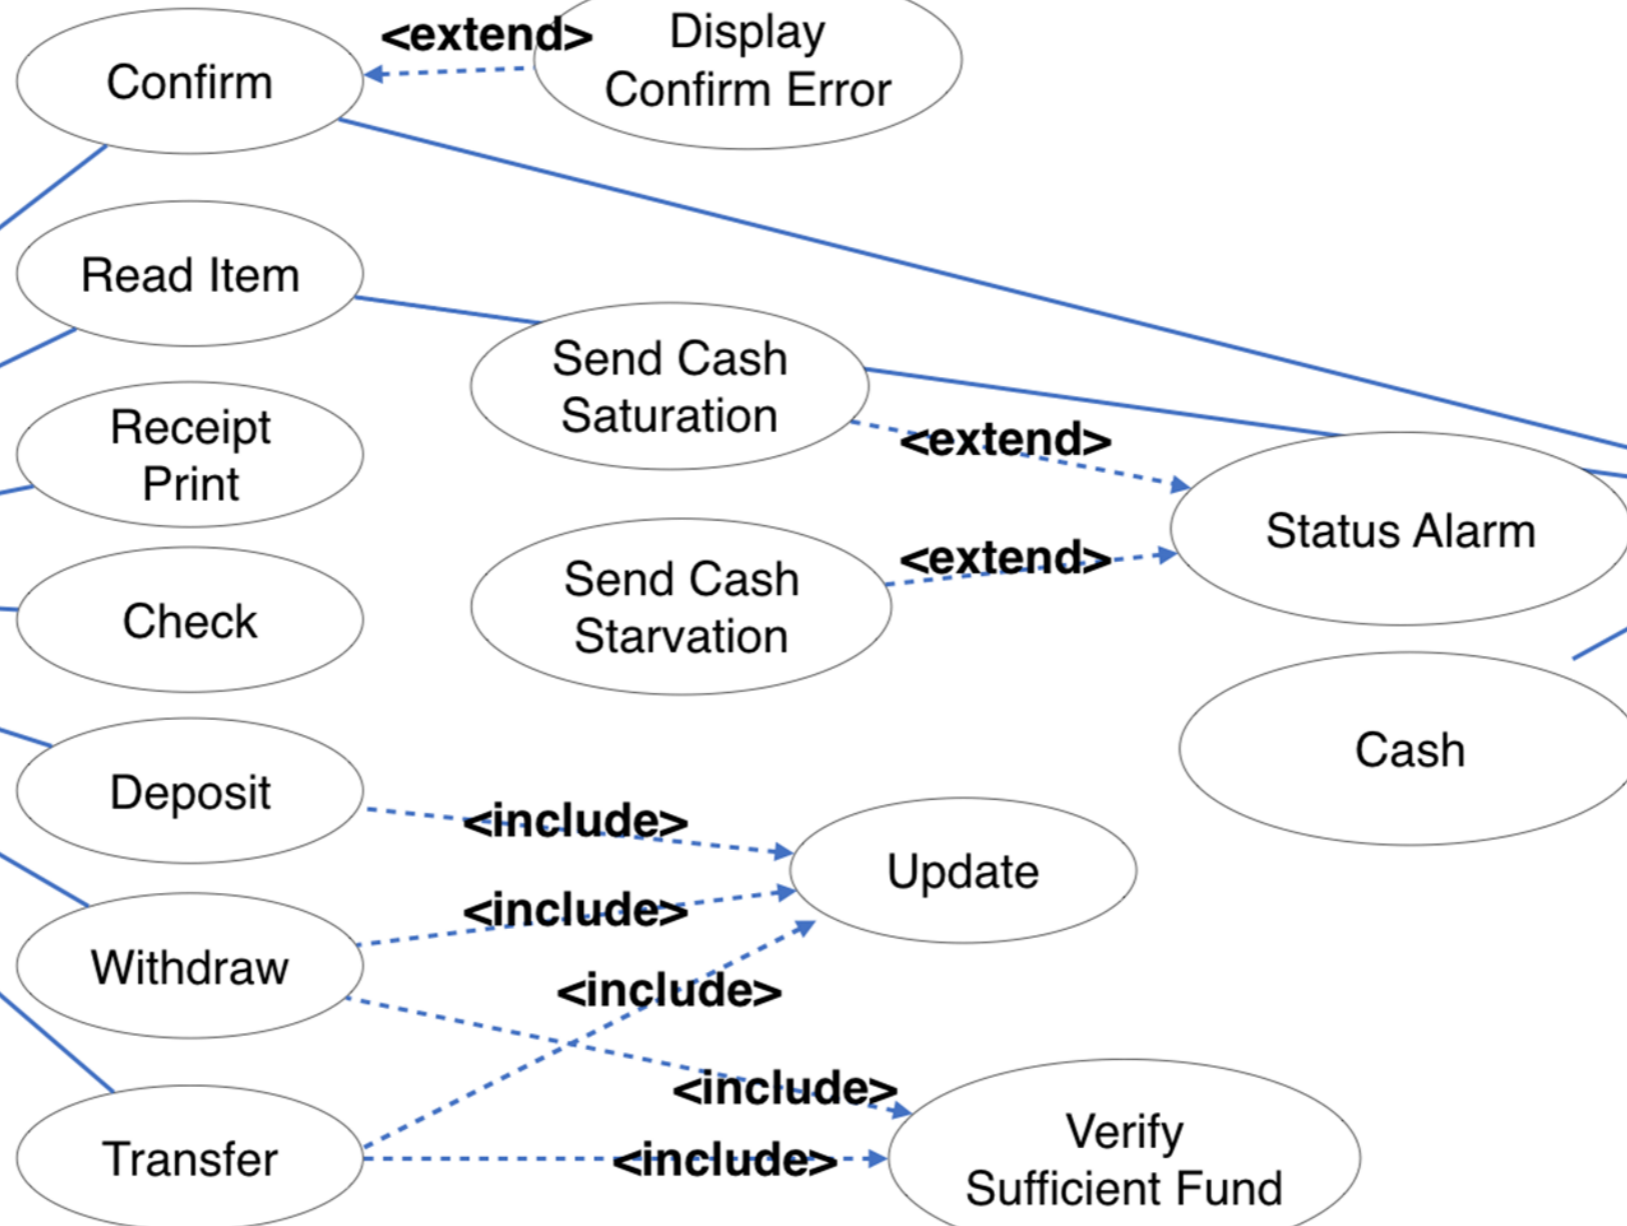 <extend>
Display
Confirm Error
Confirm
Read Item
Send Cash
Saturation
<extend>
Receipt
Print
Status Alarm
<extend>
Send Cash
Starvation
Check
Cash
Deposit
<include>
Update
<include>
Withdraw
<include>
<include>
Verify
Sufficient Fund
Transfer
<include>